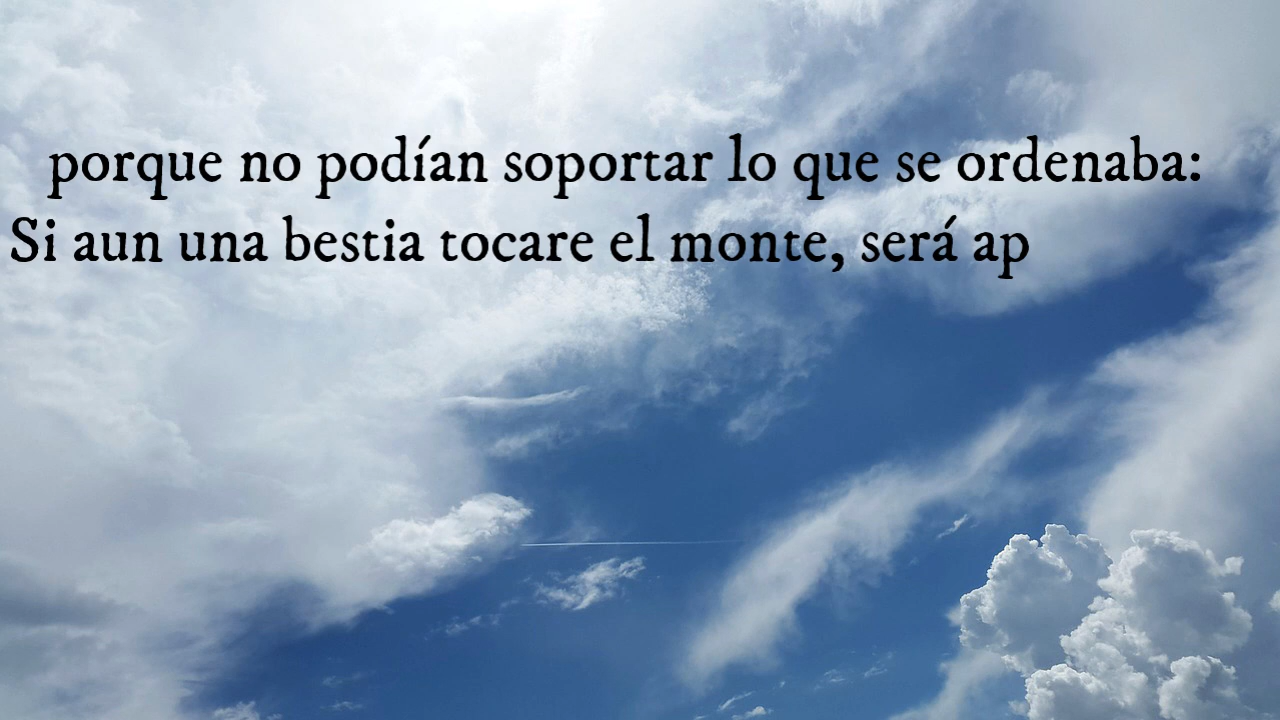 porque no podían soportar lo que se ordenaba:
Si aun una bestia tocare el monte, será ap